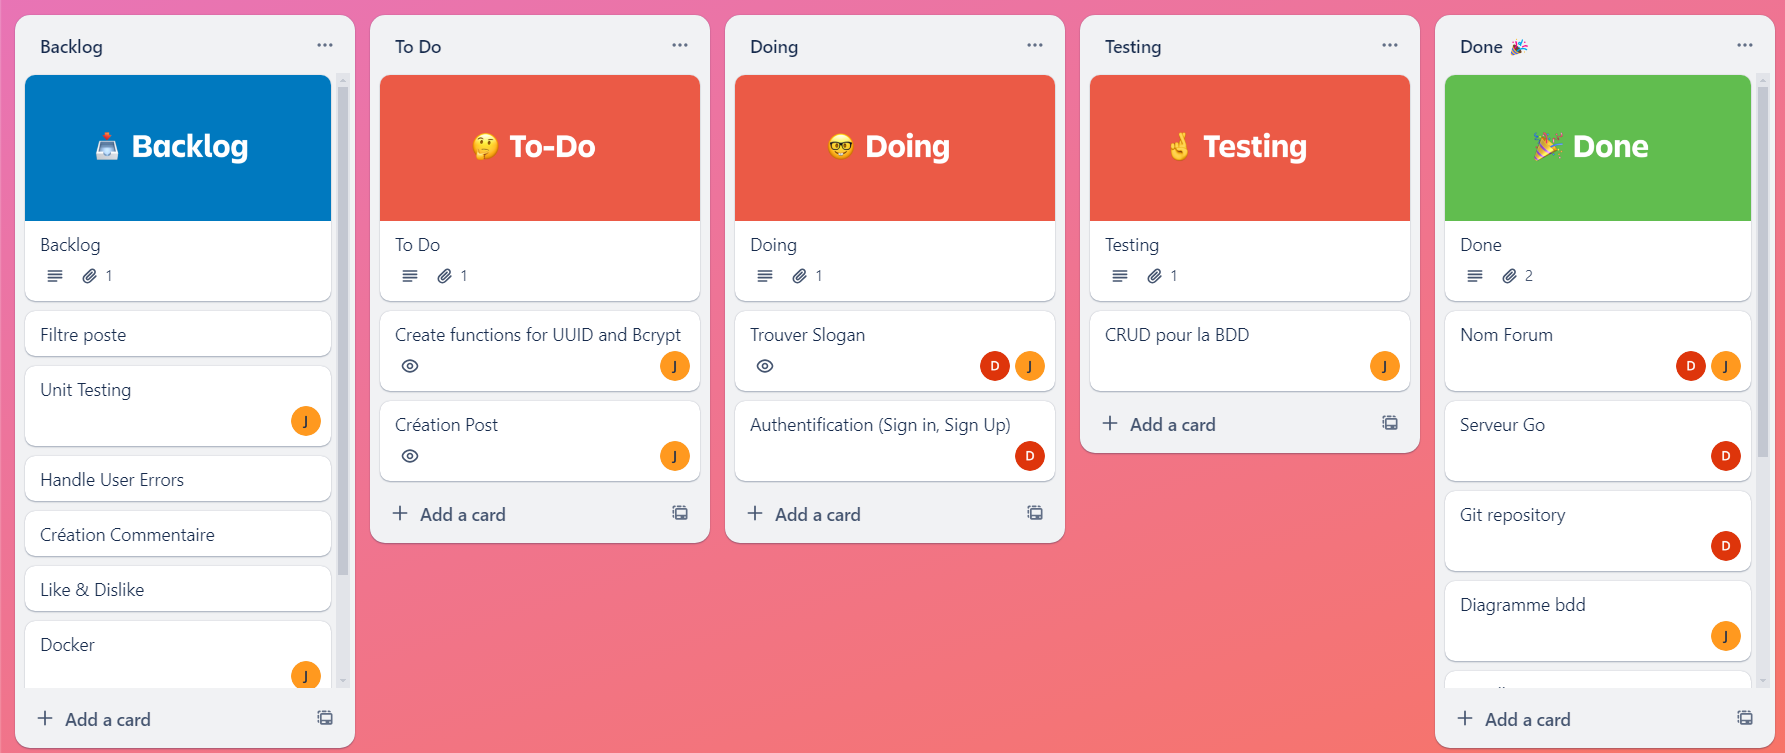 Backlog
Backlog
Backlog
1
Filtre poste
Unit Testing
J
Handle User Errors
Création Commentaire
Like & Dislike
Docker
J
Add a card
To Do
To-Do
To Do
1
Create functions for UUID and Bcrypt
J
Création Post
J
Add a card
Doing
Doing
Doing
1
Trouver Slogan
D J
Authentification (Sign in, Sign Up)
D
Add a card
Testing
Testing
Testing
1
CRUD pour la BDD
J
Add a card
Done 🎉
Done
Done
2
Nom Forum
D J
Serveur Go
D
Git repository
D
Diagramme bdd
J
Add a card